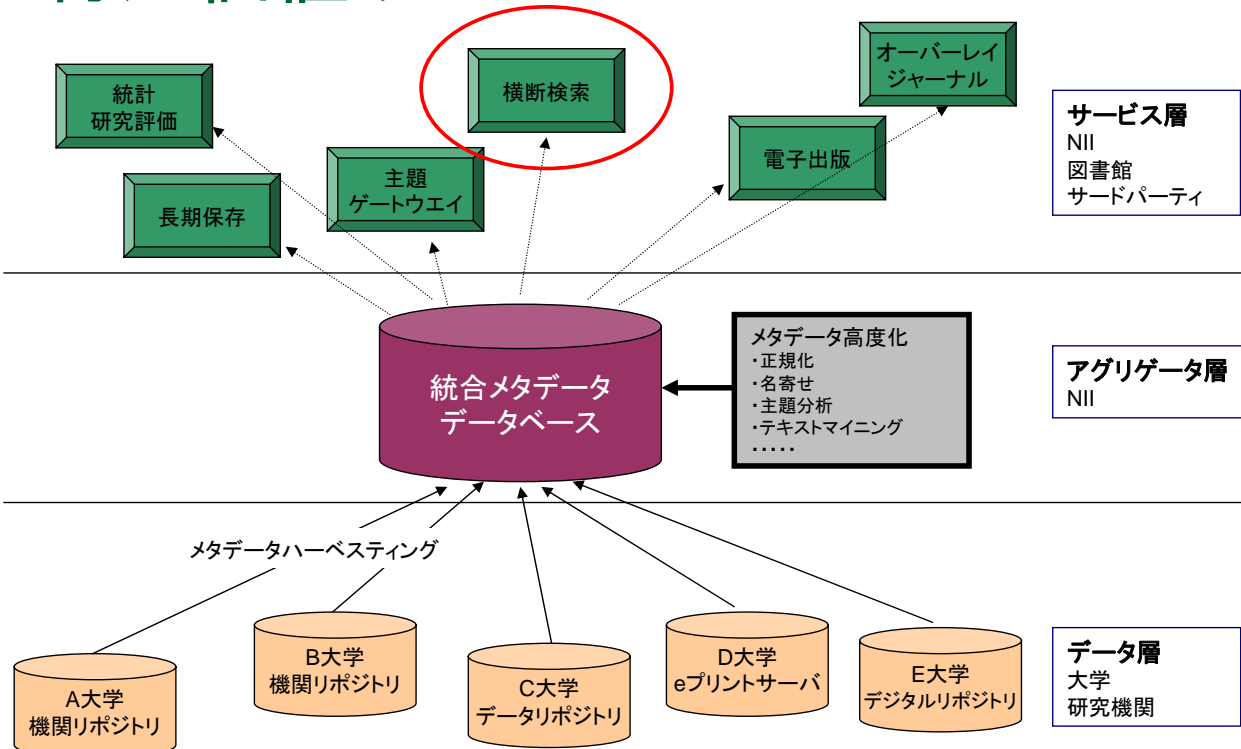 統計
研究評価
横断検索
オーバーレイ
ジャーナル
長期保存
主題
ゲートウエイ
電子出版
サービス層
NII
図書館
サードパーティ
統合メタデータ
データベース
メタデータ高度化
・正規化
・名寄せ
・主題分析
・テキストマイニング
・・・・・
アグリゲータ層
NII
メタデータハーベスティング
A大学
機関リポジトリ
B大学
機関リポジトリ
C大学
データリポジトリ
D大学
eプリントサーバ
E大学
デジタルリポジトリ
データ層
大学
研究機関